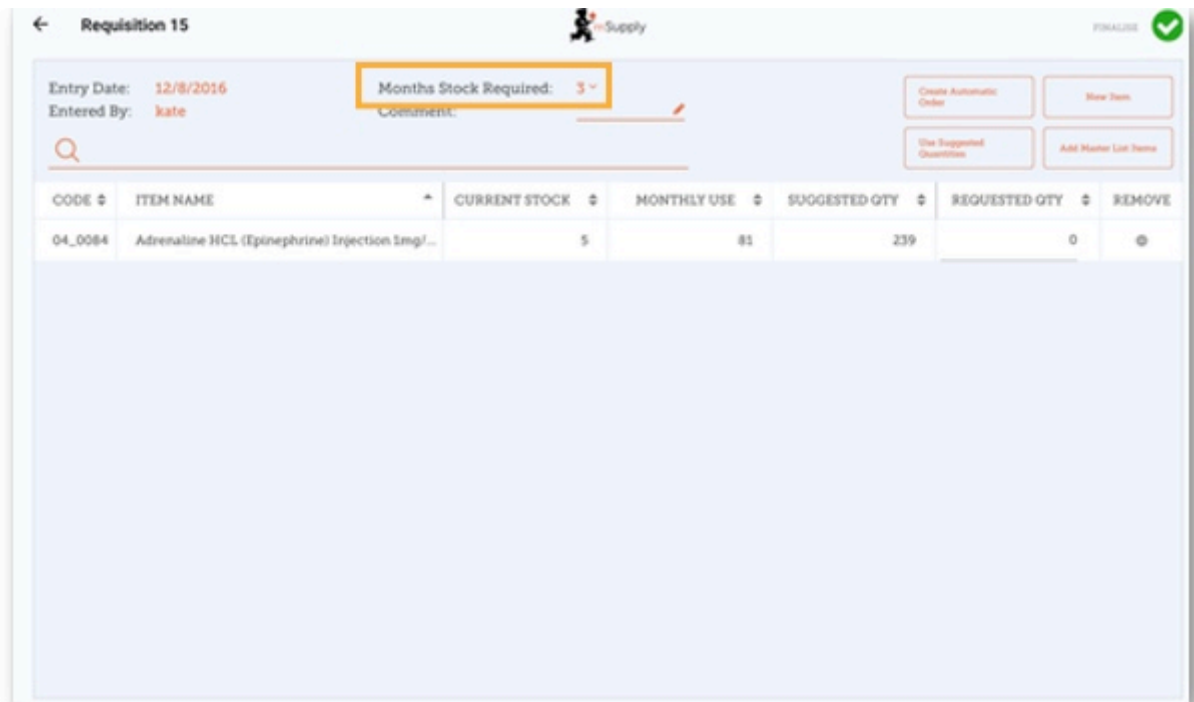 Requisition 15
mSupply
FINALISE
Entry Date: 12/8/2016
Months Stock Required: 3
Entered By: kate
Comment:
Create Automatic
Order
New Item
Use Suggested
Quantities
Add Master List Items
CODE ITEM NAME CURRENT STOCK MONTHLY USE SUGGESTED QTY REQUESTED QTY REMOVE
04_0084 Adrenaline HCL (Epinephrine) Injection 1mg/... 5 81 239 0